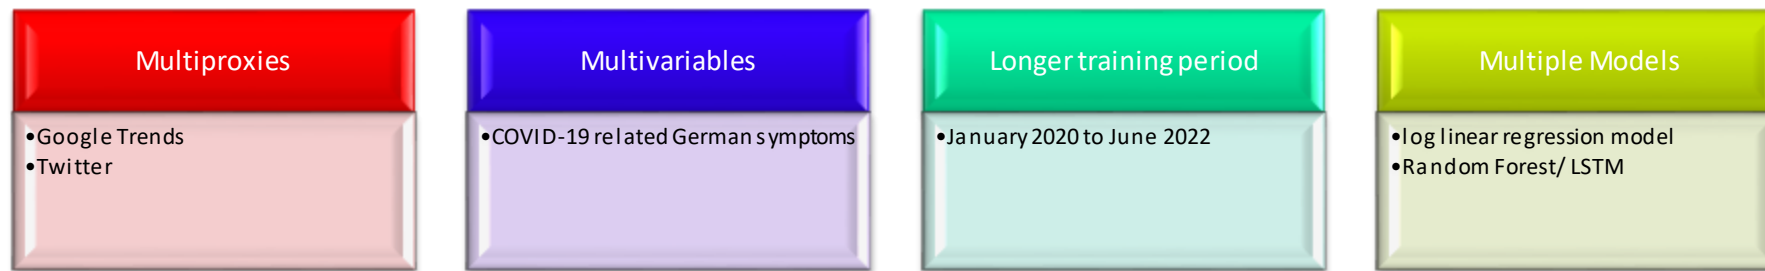 Multiproxies
•Google Trends
•Twitter
Multivariables
•COVID-19 related German symptoms
Longer training period
•January 2020 to June 2022
Multiple Models
•log linear regression model
•Random Forest/ LSTM